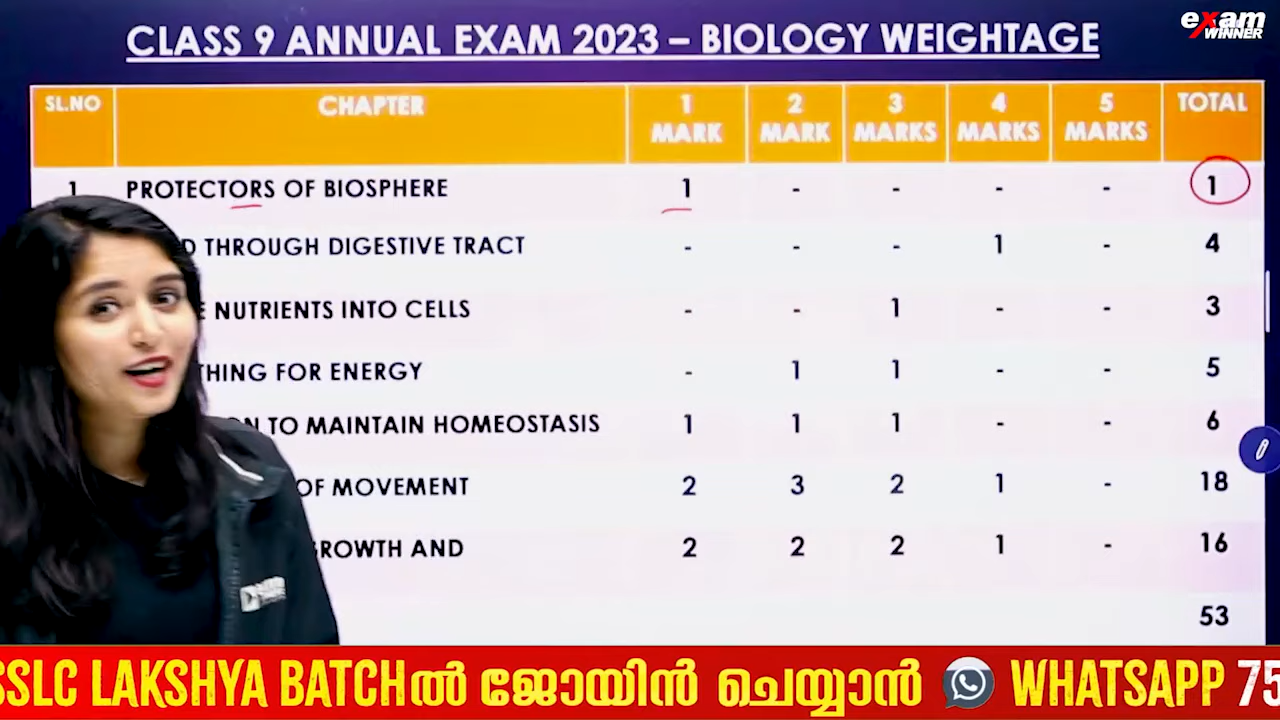 exam
WINNER
CLASS 9 ANNUAL EXAM 2023 – BIOLOGY WEIGHTAGE
SL.NO CHAPTER 1 MARK 2 MARK 3 MARKS 4 MARKS 5 MARKS TOTAL
1 PROTECTORS OF BIOSPHERE 1 - - - - 1
THROUGH DIGESTIVE TRACT - - - 1 - 4
NUTRIENTS INTO CELLS - - 1 - - 3
FOR ENERGY - 1 1 - - 5
TO MAINTAIN HOMEOSTASIS 1 1 1 - - 6
OF MOVEMENT 2 3 2 1 - 18
GROWTH AND 2 2 2 1 - 16
53
SSLC LAKSHYA BATCHൽ ജോയിൻ ചെയ്യാൻ WHATSAPP 75